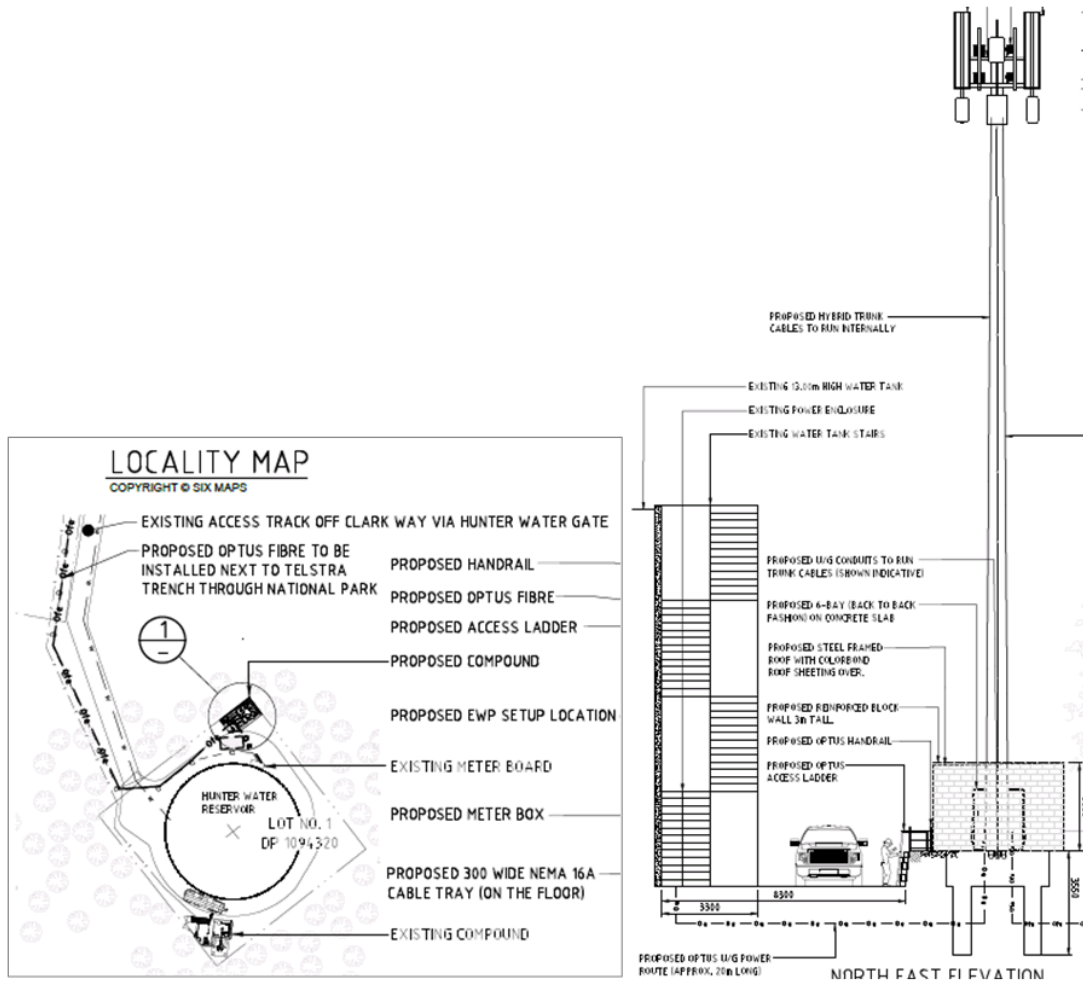 LOCALITY MAP
COPYRIGHT © SIX MAPS
EXISTING ACCESS TRACK OFF CLARK WAY VIA HUNTER WATER GATE
PROPOSED OPTUS FIBRE TO BE
INSTALLED NEXT TO TELSTRA
TRENCH THROUGH NATIONAL PARK
1
PROPOSED HANDRAIL
PROPOSED OPTUS FIBRE
PROPOSED ACCESS LADDER
PROPOSED COMPOUND
PROPOSED EWP SETUP LOCATION
EXISTING METER BOARD
HUNTER WATER
RESERVOIR
LOT NO. 1
DP 1094320
PROPOSED METER BOX
PROPOSED 300 WIDE NEMA 16A
CABLE TRAY (ON THE FLOOR)
EXISTING COMPOUND
PROPOSED HYBRID TRUNK
CABLES TO RUN INTERNALLY
EXISTING 13.00m HIGH WATER TANK
EXISTING POWER ENCLOSURE
EXISTING WATER TANK STAIRS
PROPOSED U/G CONDUITS TO RUN
TRUNK CABLES (SHOWN INDICATIVE)
PROPOSED 6-BAY (BACK TO BACK
FASHION) ON CONCRETE SLAB
PROPOSED STEEL FRAMED
ROOF WITH COLORBOND
ROOF SHEETING OVER.
PROPOSED REINFORCED BLOCK
WALL 3m TALL.
PROPOSED OPTUS HANDRAIL
PROPOSED OPTUS
ACCESS LADDER
8300
3300
3550
PROPOSED OPTUS U/G POWER
ROUTE (APPROX. 20m LONG)
NORTH EAST ELEVATION